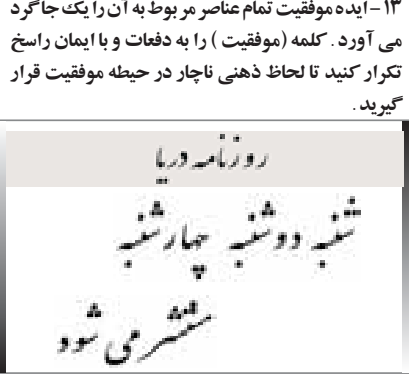 ۱۳ - ایده موفقیت تمام عناصر مربوط به آن را یک جا گرد
می آورد . کلمه (موفقیت ) را به دفعات و با ایمان راسخ
تکرار کنید تا لحاظ ذهنی ناچار در حیطه موفقیت قرار
گیرید .
روزنامه دریا
شنبه دوشنبه چهارشنبه
منتشر می شود